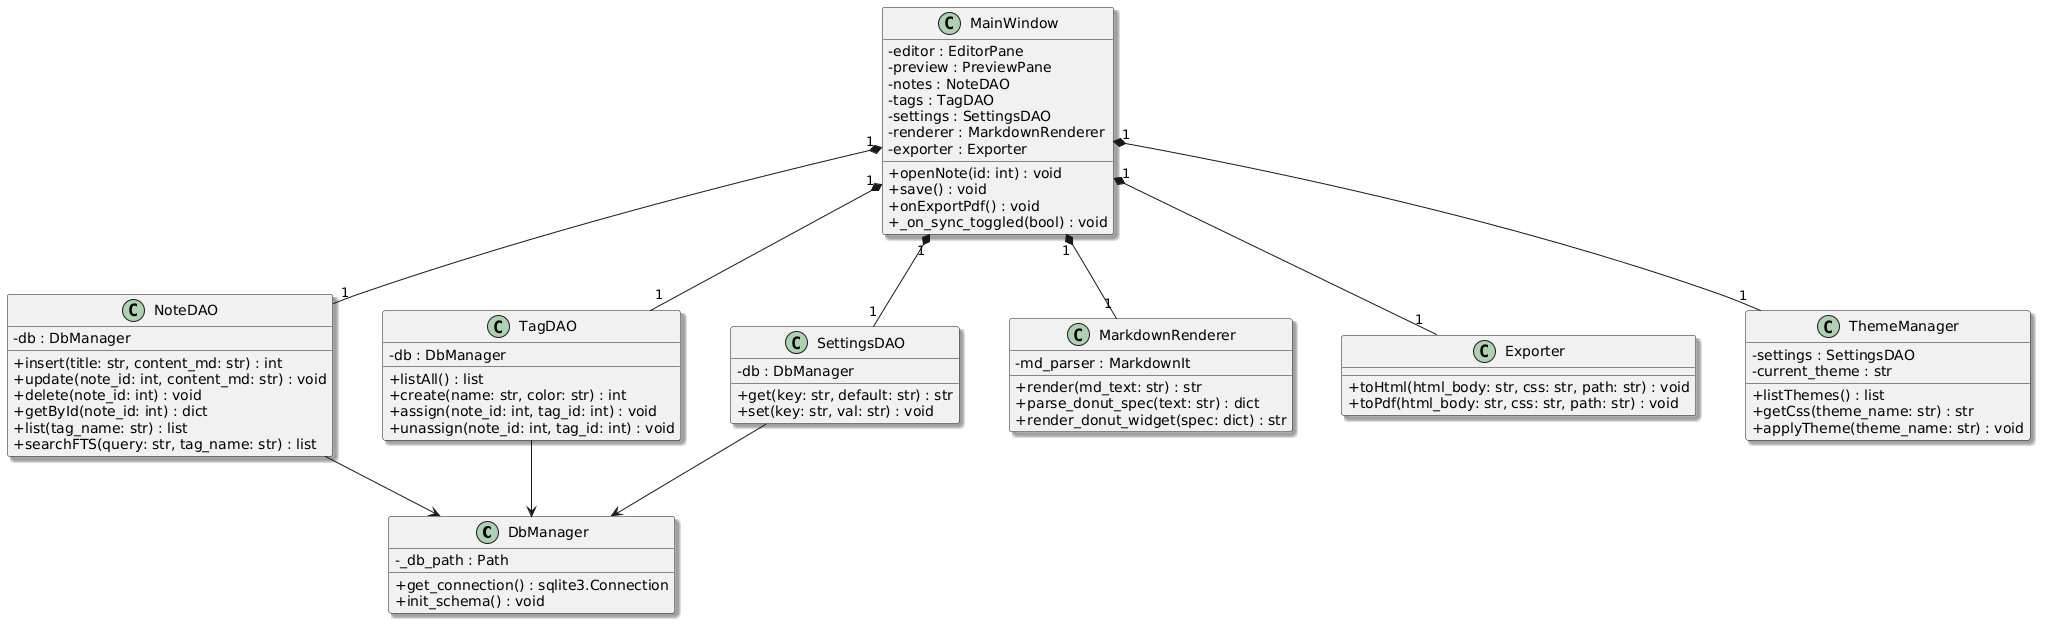 C MainWindow
-editor : EditorPane
-preview : PreviewPane
-notes : NoteDAO
-tags : TagDAO
-settings : SettingsDAO
-renderer : MarkdownRenderer
-exporter : Exporter
+openNote(id: int) : void
+save() : void
+onExportPdf() : void
+_on_sync_toggled(bool) : void
1
1
1
1
1
1
1
1
1
1
1
1
C NoteDAO
-db : DbManager
+insert(title: str, content_md: str) : int
+update(note_id: int, content_md: str) : void
+delete(note_id: int) : void
+getById(note_id: int) : dict
+list(tag_name: str) : list
+searchFTS(query: str, tag_name: str) : list
C TagDAO
-db : DbManager
+listAll() : list
+create(name: str, color: str) : int
+assign(note_id: int, tag_id: int) : void
+unassign(note_id: int, tag_id: int) : void
C SettingsDAO
-db : DbManager
+get(key: str, default: str) : str
+set(key: str, val: str) : void
C MarkdownRenderer
-md_parser : MarkdownIt
+render(md_text: str) : str
+parse_donut_spec(text: str) : dict
+render_donut_widget(spec: dict) : str
C Exporter
+toHtml(html_body: str, css: str, path: str) : void
+toPdf(html_body: str, css: str, path: str) : void
C ThemeManager
-settings : SettingsDAO
-current_theme : str
+listThemes() : list
+getCss(theme_name: str) : str
+applyTheme(theme_name: str) : void
C DbManager
-_db_path : Path
+get_connection() : sqlite3.Connection
+init_schema() : void